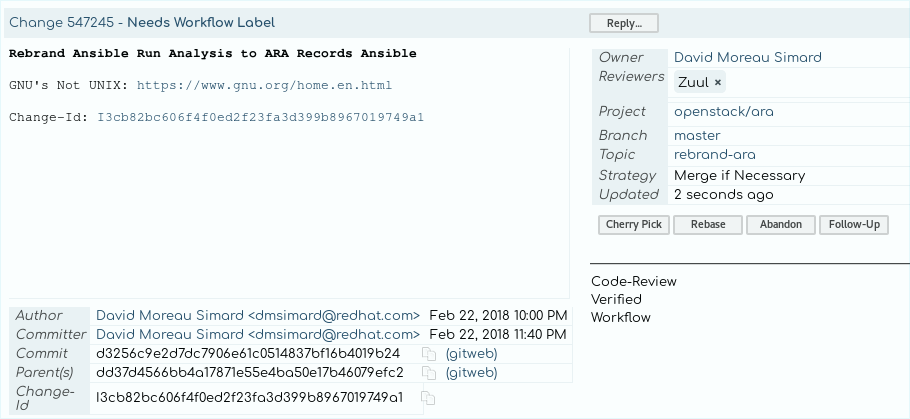 Change 547245 - Needs Workflow Label
Reply...
Rebrand Ansible Run Analysis to ARA Records Ansible
GNU's Not UNIX: https://www.gnu.org/home.en.html
Change-Id: I3cb82bc606f4f0ed2f23fa3d399b8967019749a1
Owner David Moreau Simard
Reviewers Zuul ×
Project openstack/ara
Branch master
Topic rebrand-ara
Strategy Merge if Necessary
Updated 2 seconds ago
Cherry Pick Rebase Abandon Follow-Up
Code-Review
Verified
Workflow
Author David Moreau Simard <dmsimard@redhat.com> Feb 22, 2018 10:00 PM
Committer David Moreau Simard <dmsimard@redhat.com> Feb 22, 2018 11:40 PM
Commit d3256c9e2d7dc7906e61c0514837bf16b4019b24 (gitweb)
Parent(s) dd37d4566bb4a17871e55e4ba50e17b46079efc2 (gitweb)
Change-
Id I3cb82bc606f4f0ed2f23fa3d399b8967019749a1